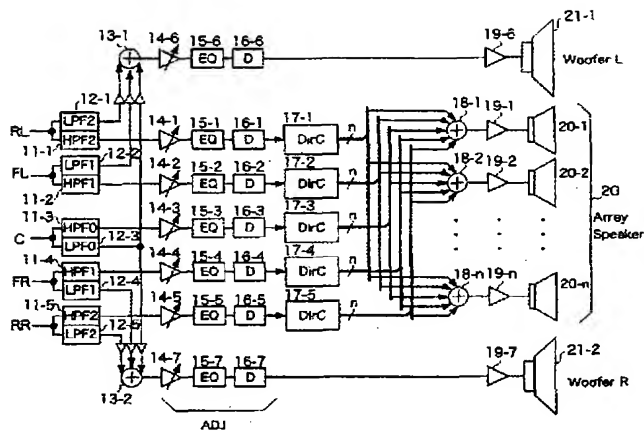 21-1
13-1 14-6 15-6 16-6 19-6
EQ D
Woofer L
12-1
RL LPF2
HPF2
11-1
14-1 15-1 16-1 17-1 n
EQ D DirC
18-1 19-1
20-1
12-2
FL LPF1
HPF1
11-2
14-2 15-2 16-2 17-2 n
EQ D DirC
18-2 19-2
20-2
11-3
C HPF0
LPF0
12-3
14-3 15-3 16-3 17-3 n
EQ D DirC
20
Array
Speaker
11-4
FR HPF1
LPF1
12-4
14-4 15-4 16-4 17-4 n
EQ D DirC
11-5
RR HPF2
LPF2
12-5
14-5 15-5 16-5 17-5 n
EQ D DirC
18-n 19-n
20-n
13-2 14-7 15-7 16-7 19-7
EQ D
21-2
Woofer R
ADJ